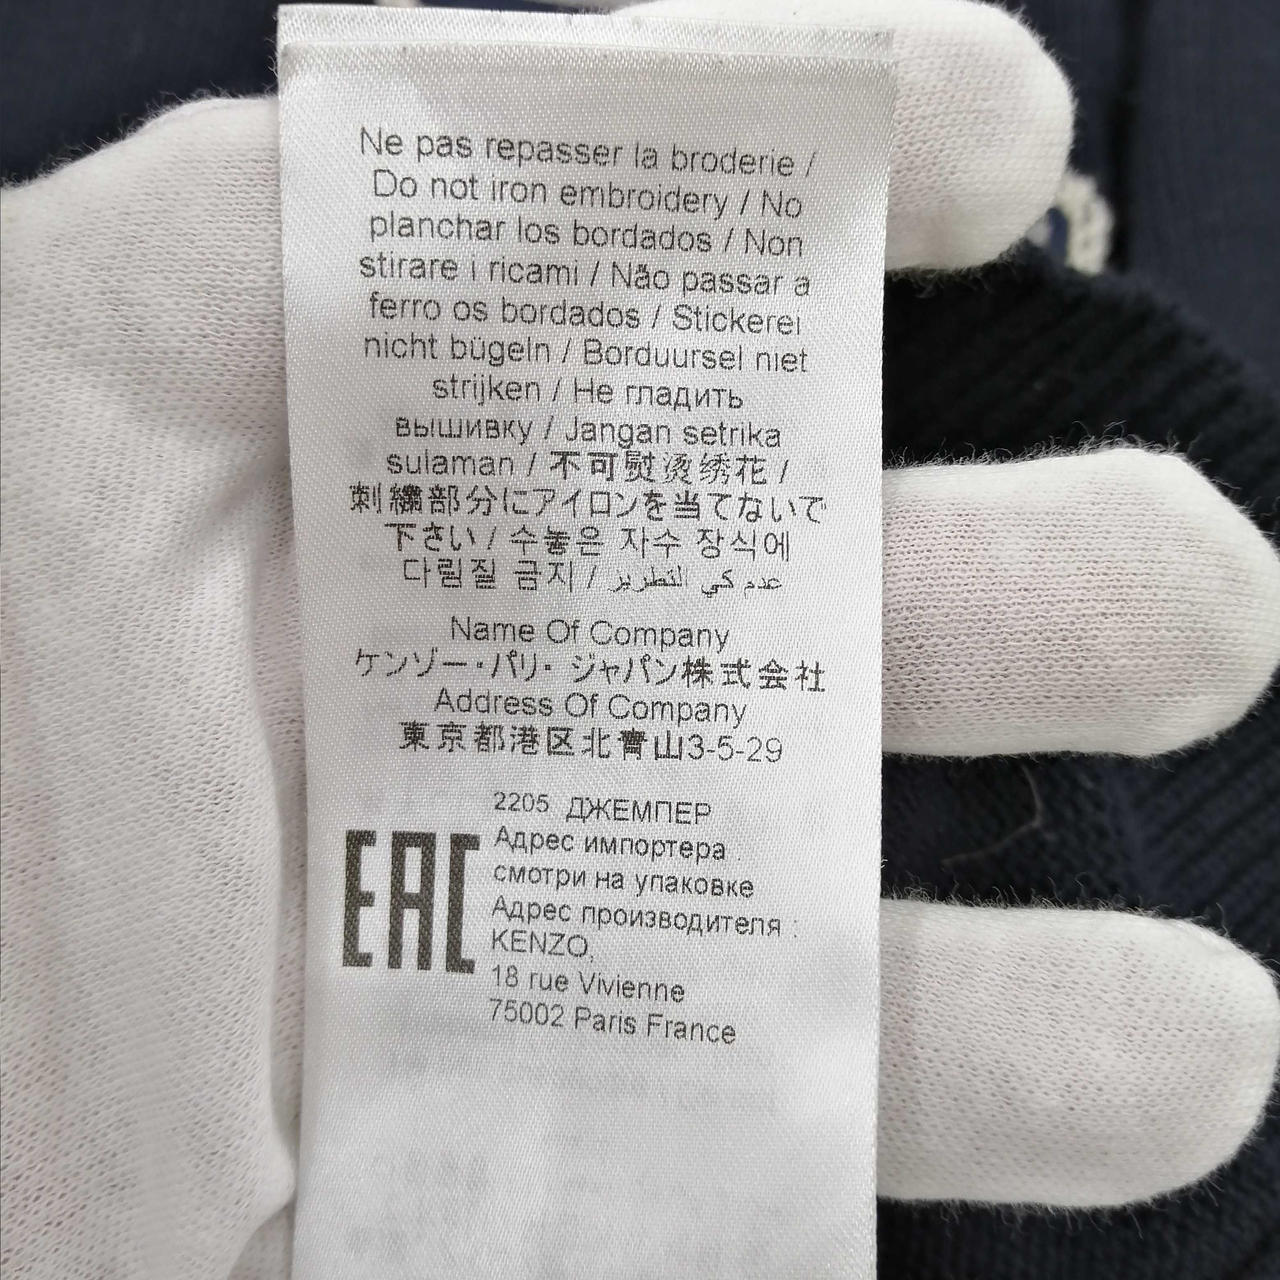 Ne pas repasser la broderie /
Do not iron embroidery / No
planchar los bordados / Non
stirare i ricami / Não passar a
ferro os bordados / Stickerei
nicht bügeln / Borduursel niet
strijken / Не гладить
вышивку / Jangan setrika
sulaman / 不可熨烫绣花 /
刺繍部分にアイロンを当てないで
下さい / 수놓은 자수 장식에
다림질 금지 / عدم كي التطريز
Name Of Company
ケンゾー・パリ・ジャパン株式会社
Address Of Company
東京都港区北青山3-5-29
2205 ДЖЕМПЕР
EAC
Адрес импортера :
смотри на упаковке
Адрес производителя :
KENZO,
18 rue Vivienne
75002 Paris France